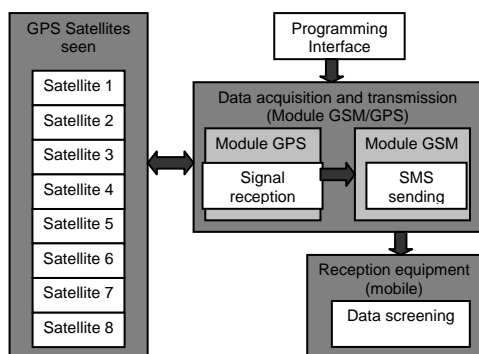 GPS Satellites
seen
Satellite 1
Satellite 2
Satellite 3
Satellite 4
Satellite 5
Satellite 6
Satellite 7
Satellite 8
Programming
Interface
Data acquisition and transmission
(Module GSM/GPS)
Module GPS
Signal
reception
Module GSM
SMS
sending
Reception equipment
(mobile)
Data screening